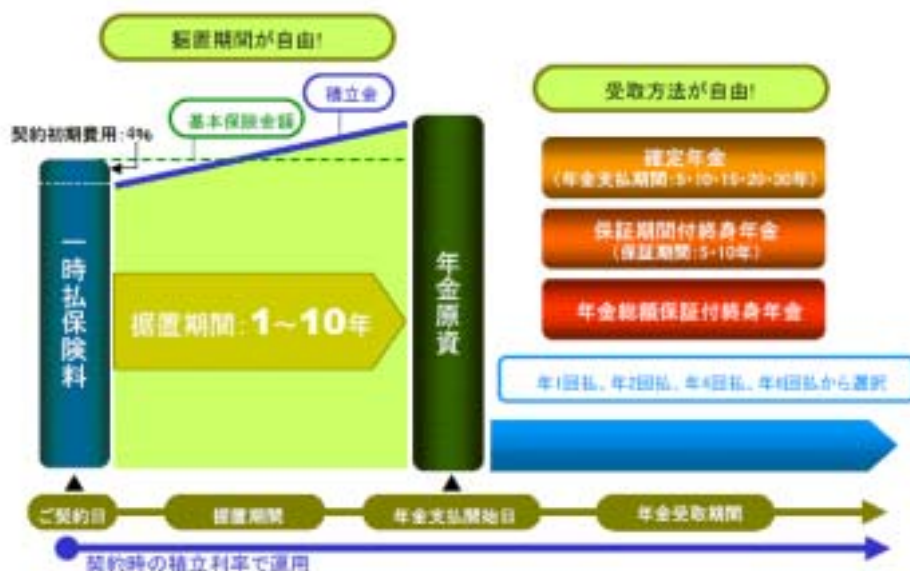 据置期間が自由!
積立金
基本保険金額
契約初期費用:4%
一時払保険料
据置期間:1~10年
年金原資
受取方法が自由!
確定年金
(年金支払期間:5・10・15・20・30年)
保証期間付終身年金
(保証期間:5・10年)
年金総額保証付終身年金
年1回払、年2回払、年4回払、年6回払から選択
ご契約日
据置期間
年金支払開始日
年金受取期間
契約時の積立利率で運用